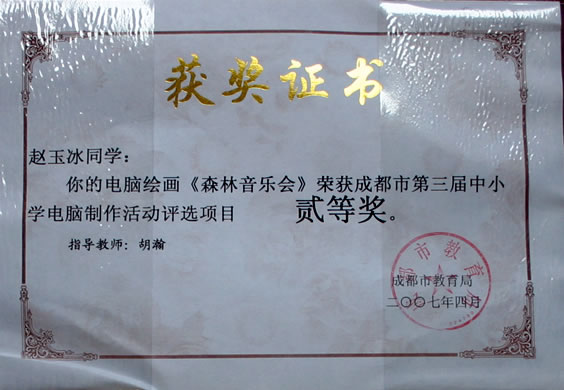 获奖证书
赵玉冰同学：
你的电脑绘画《森林音乐会》荣获成都市第三届中小
学电脑制作活动评选项目 贰等奖。
指导教师：胡瀚
成都市教育局
二〇〇七年四月